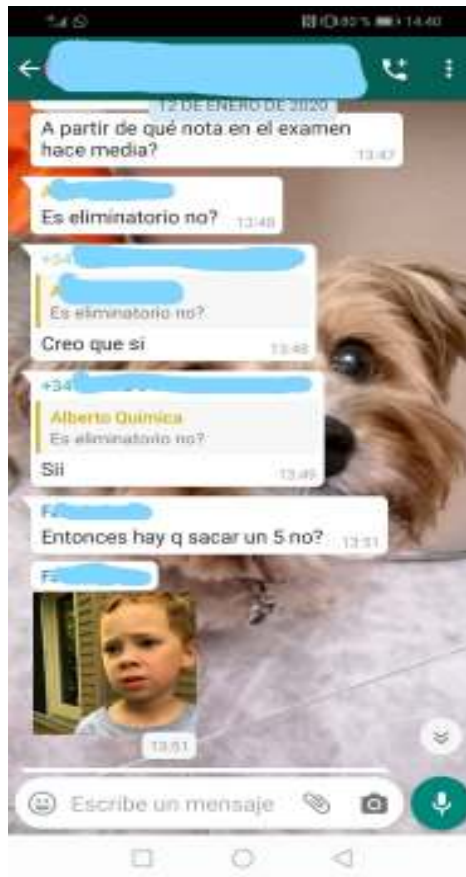 14:40
12 DE ENERO DE 2020
A partir de qué nota en el examen
hace media?
13:47
Es eliminatorio no?
13:48
+34
Es eliminatorio no?
Creo que si
13:48
+34
Alberto Quimica
Es eliminatorio no?
Sii
13:49
Entonces hay q sacar un 5 no?
13:51
13:51
Escribe un mensaje